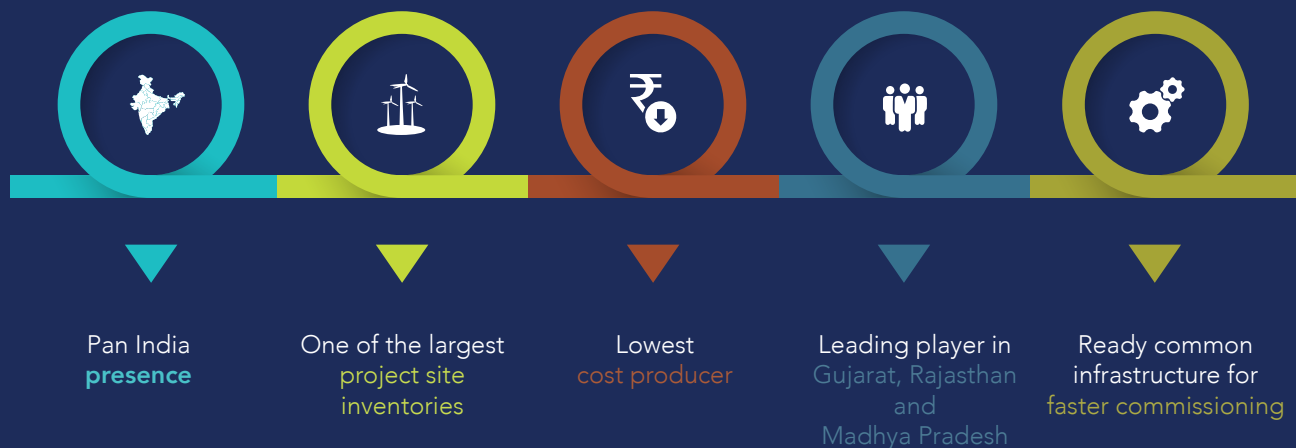 Pan India
presence
One of the largest
project site
inventories
Lowest
cost producer
Leading player in
Gujarat, Rajasthan
and
Madhya Pradesh
Ready common
infrastructure for
faster commissioning